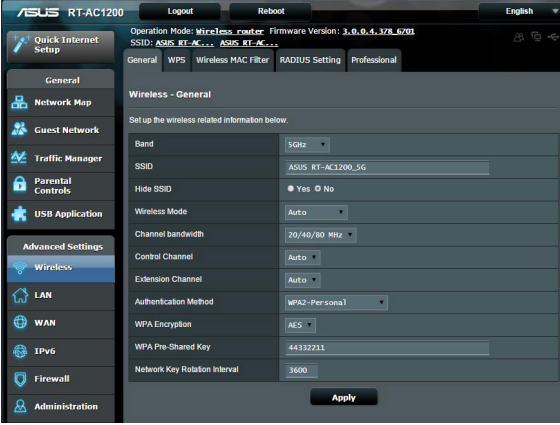 ASUS RT-AC1200 Logout Reboot English
Operation Mode: Wireless router Firmware Version: 3.0.0.4.378_6701
SSID: ASUS RT-AC... ASUS RT-AC...
Quick Internet
Setup
General
Network Map
Guest Network
Traffic Manager
Parental
Controls
USB Application
Advanced Settings
Wireless
LAN
WAN
IPv6
Firewall
Administration
General WPS Wireless MAC Filter RADIUS Setting Professional
Wireless - General
Set up the wireless related information below.
Band 5GHz
SSID ASUS RT-AC1200_5G
Hide SSID Yes No
Wireless Mode Auto
Channel bandwidth 20/40/80 MHz
Control Channel Auto
Extension Channel Auto
Authentication Method WPA2-Personal
WPA Encryption AES
WPA Pre-Shared Key 44332211
Network Key Rotation Interval 3600
Apply